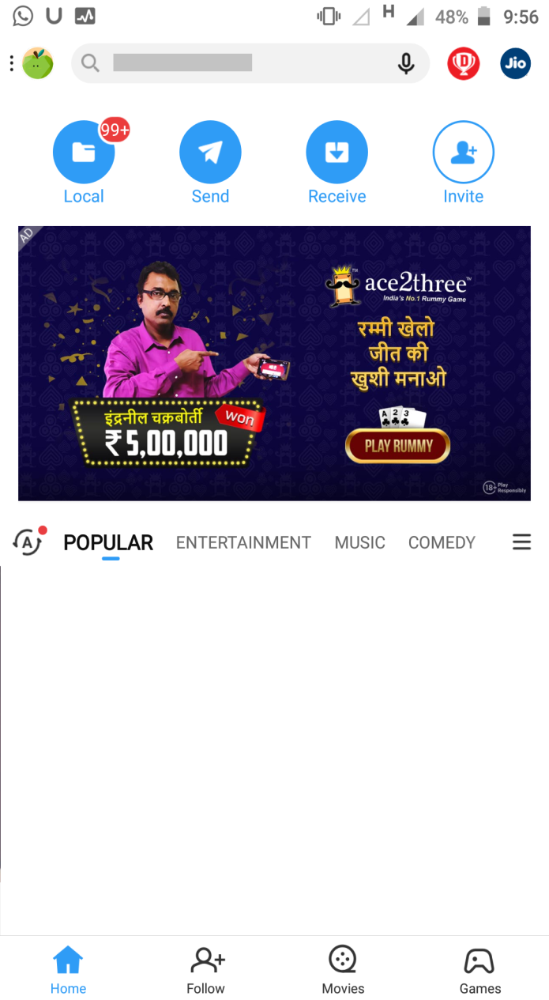 H 48% 9:56
D Jio
99+
Local Send Receive Invite
AD
ace2three™
India's No.1 Rummy Game
रम्मी खेलो
जीत की
खुशी मनाओ
इंद्रनील चक्रबोर्ती won
₹5,00,000
A 2 3
PLAY RUMMY
18+ Play
Responsibly
A POPULAR ENTERTAINMENT MUSIC COMEDY
Home Follow Movies Games